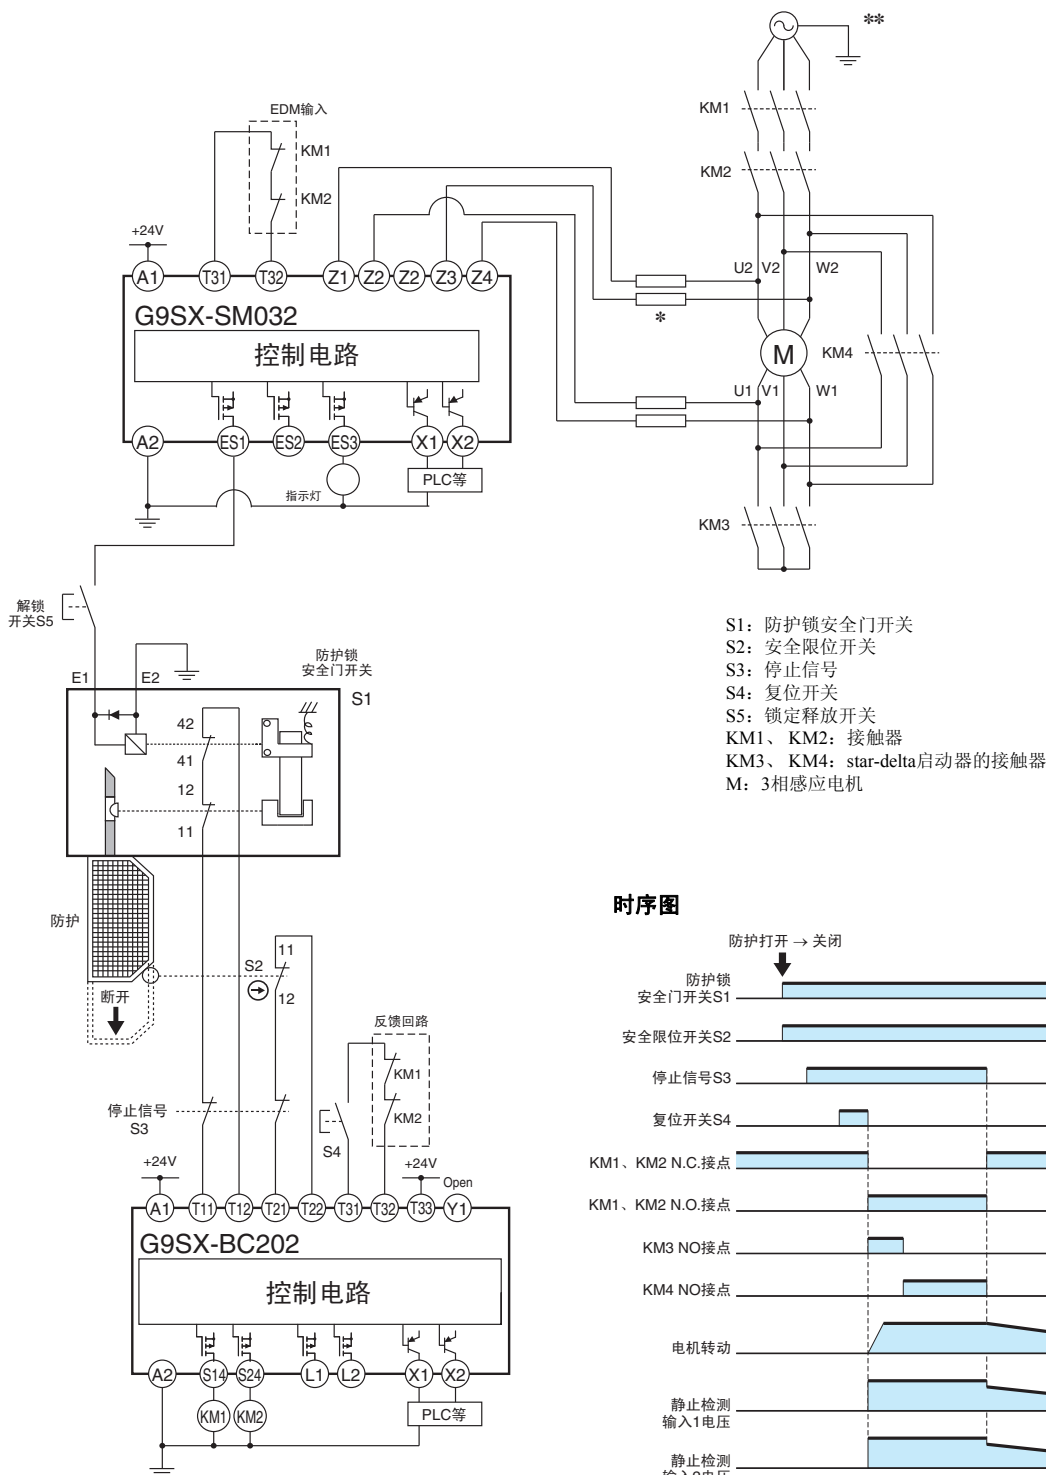 **
KM1
EDM输入
KM1
KM2
KM2
+24V
A1
T31
T32
Z1
Z2
Z2
Z3
Z4
U2
V2
W2
G9SX-SM032
*
控制电路
M
KM4
U1
V1
W1
A2
ES1
ES2
ES3
X1
X2
PLC等
指示灯
KM3
解锁
开关S5
S1：防护锁安全门开关
S2：安全限位开关
S3：停止信号
S4：复位开关
S5：锁定释放开关
KM1、 KM2：接触器
KM3、 KM4：star-delta启动器的接触器
M：3相感应电机
防护锁
安全门开关
E1
E2
S1
42
41
12
11
防护
断开
S2
11
12
反馈回路
KM1
KM2
停止信号
S3
S4
+24V
+24V
Open
A1
T11
T12
T21
T22
T31
T32
T33
Y1
G9SX-BC202
控制电路
A2
S14
S24
L1
L2
X1
X2
KM1
KM2
PLC等
时序图
防护打开 → 关闭
防护锁
安全门开关S1
安全限位开关S2
停止信号S3
复位开关S4
KM1、KM2 N.C.接点
KM1、KM2 N.O.接点
KM3 NO接点
KM4 NO接点
电机转动
静止检测
输入1电压
静止检测
输入2电压